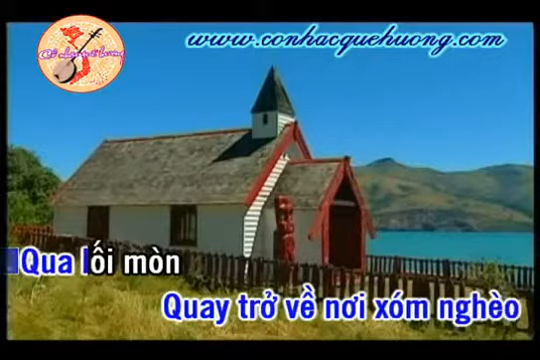 www.conhacquehuong.com
Qua lối mòn
Quay trở về nơi xóm nghèo